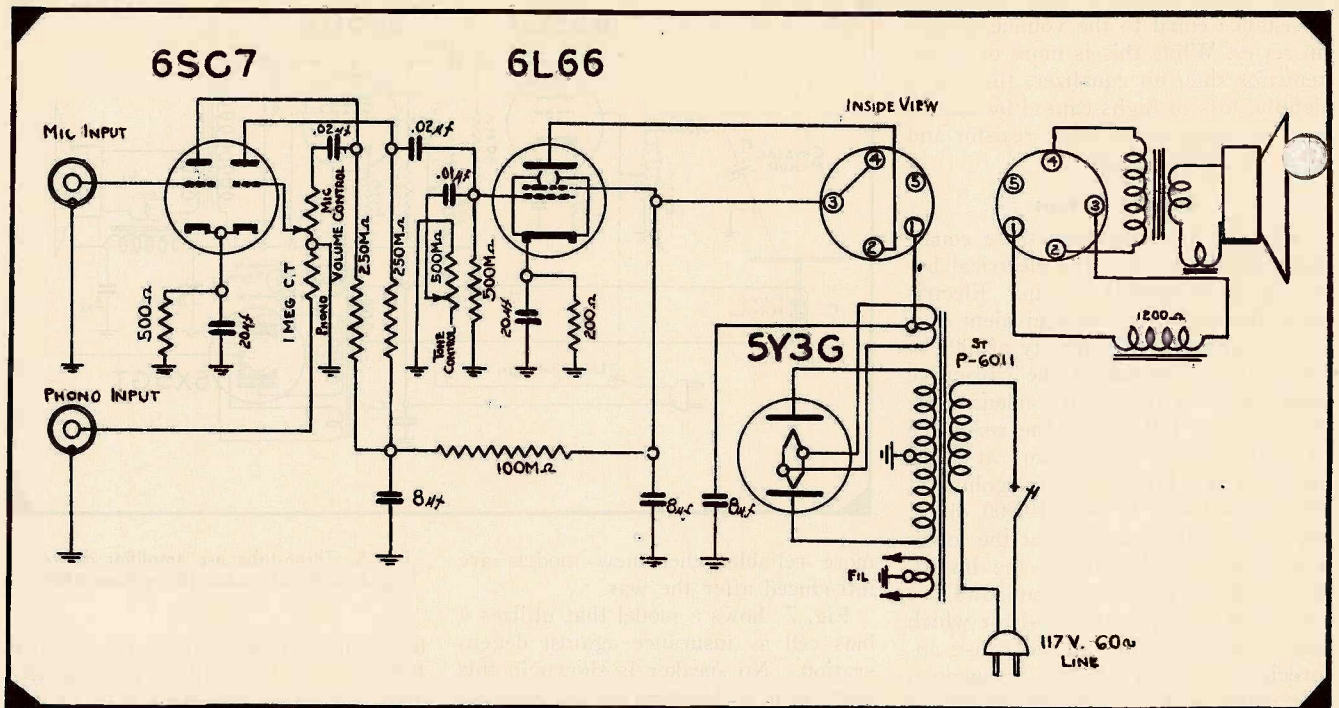 6SC7
6L66
INSIDE VIEW
MIC INPUT
.02µf
.02µf
.01µf
MIC
VOLUME CONTROL
1 MEG. C.T
PHONO
250MΩ
250MΩ
500MΩ
TONE
CONTROL
500MΩ
500Ω
20µf
20µf
200Ω
4
5
3
1
2
4
5
3
1
2
1200Ω
5Y3G
ST
P-6011
PHONO INPUT
100MΩ
8µf
8µf
8µf
FIL
117 V. 60~
LINE